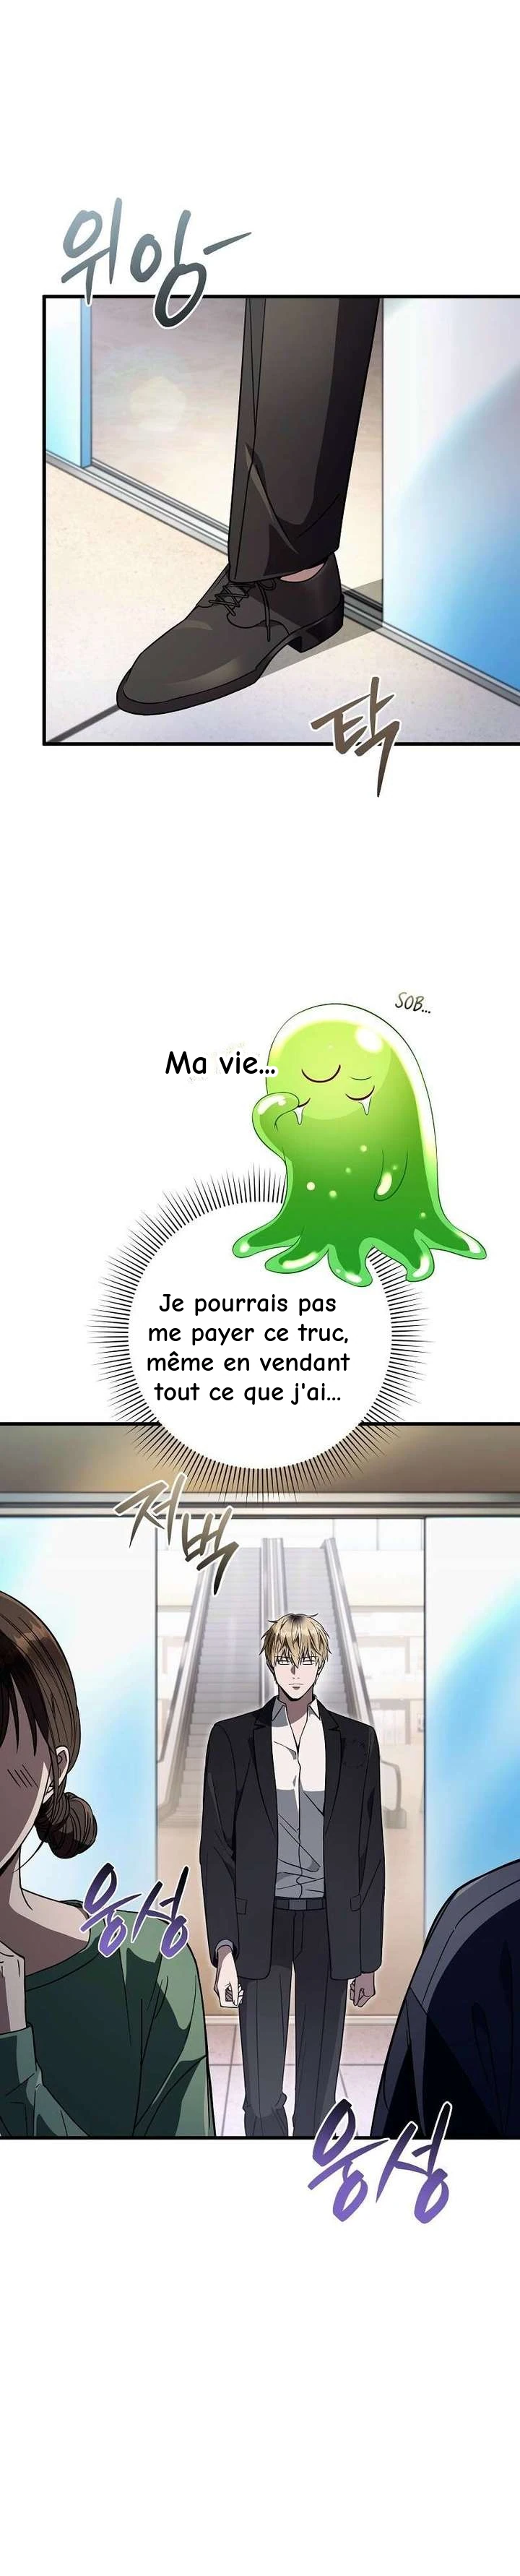 위잉-
탁
SOB...
Ma vie...
Je pourrais pas
me payer ce truc,
même en vendant
tout ce que j'ai...
저벅
웅성
웅성